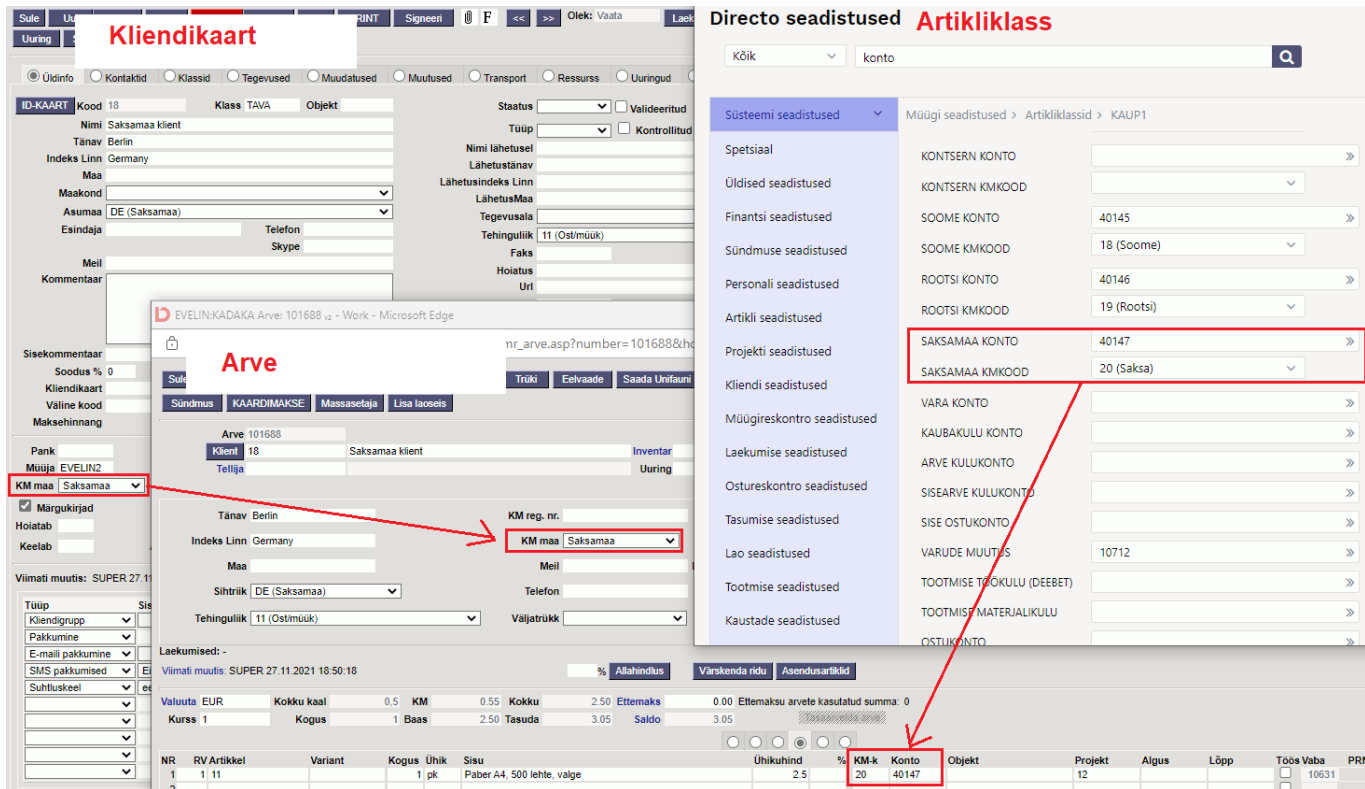 Sule
Uu
PRINT
Signeeri
F
<<
>>
Olek: Vaata
Laek
Uuring
S
Kliendikaart
Üldinfo
Kontaktid
Klassid
Tegevused
Muudatused
Muutused
Transport
Ressurss
Uuringud
ID-KAART Kood 18
Klass TAVA
Objekt
Nimi Saksamaa klient
Tänav Berlin
Indeks Linn Germany
Maa
Maakond
Asumaa DE (Saksamaa)
Esindaja
Telefon
Skype
Meil
Kommentaar
Staatus
Valideeritud
Tüüp
Kontrollitud
Nimi lähetusel
Lähetustänav
Lähetusindeks Linn
LähetusMaa
Tegevusala
Tehinguliik 11 (Ost/müük)
Faks
Hoiatus
Url
Sisekommentaar
Soodus % 0
Kliendikaart
Väline kood
Maksehinnang
Pank
Müüja EVELIN2
KM maa Saksamaa
Märgukirjad
Hoiatab
Keelab
Viimati muutis: SUPER 27.11
Tüüp
Sis
Kliendigrupp
Pakkumine
E-maili pakkumine
SMS pakkumised
Ei
Suhtluskeel
ee
EVELIN:KADAKA Arve: 101688 v2 - Work - Microsoft Edge
mr_arve.asp?number=101688&ho
Arve
Sule
Trüki
Eelvaade
Saada Unifauni
Sündmus
KAARDIMAKSE
Massasetaja
Lisa laoseis
Arve 101688
Klient 18
Saksamaa klient
Inventar
Tellija
Uuring
Tänav Berlin
KM reg. nr.
Indeks Linn Germany
KM maa Saksamaa
Maa
Meil
Sihtriik DE (Saksamaa)
Telefon
Tehinguliik 11 (Ost/müük)
Väljatrükk
Laekumised: -
Viimati muutis: SUPER 27.11.2021 18:50:18
%
Allahindlus
Värskenda ridu
Asendusartiklid
Valuuta EUR
Kokku kaal 0,5
KM 0.55
Kokku 2.50
Ettemaks 0.00
Ettemaksu arvete kasutatud summa: 0
Kurss 1
Kogus 1
Baas 2.50
Tasuda 3.05
Saldo 3.05
Tasaarvelda arve
NR RV Artikkel Variant Kogus Ühik Sisu Ühikuhind % KM-k Konto Objekt Projekt Algus Lõpp Töös Vaba PRN
1 1 11 1 pk Paber A4, 500 lehte, valge 2.5 20 40147 12 10631
2
Directo seadistused
Artikliklass
Kõik
konto
Süsteemi seadistused
Spetsiaal
Üldised seadistused
Finantsi seadistused
Sündmuse seadistused
Personali seadistused
Artikli seadistused
Projekti seadistused
Kliendi seadistused
Müügireskontro seadistused
Laekumise seadistused
Ostureskontro seadistused
Tasumise seadistused
Lao seadistused
Tootmise seadistused
Kaustade seadistused
Müügi seadistused > Artikliklassid > KAUP1
KONTSERN KONTO
KONTSERN KMKOOD
SOOME KONTO 40145
SOOME KMKOOD 18 (Soome)
ROOTSI KONTO 40146
ROOTSI KMKOOD 19 (Rootsi)
SAKSAMAA KONTO 40147
SAKSAMAA KMKOOD 20 (Saksa)
VARA KONTO
KAUBAKULU KONTO
ARVE KULUKONTO
SISEARVE KULUKONTO
SISE OSTUKONTO
VARUDE MUUTUS 10712
TOOTMISE TÖÖKULU (DEEBET)
TOOTMISE MATERJALIKULU
OSTUKONTO